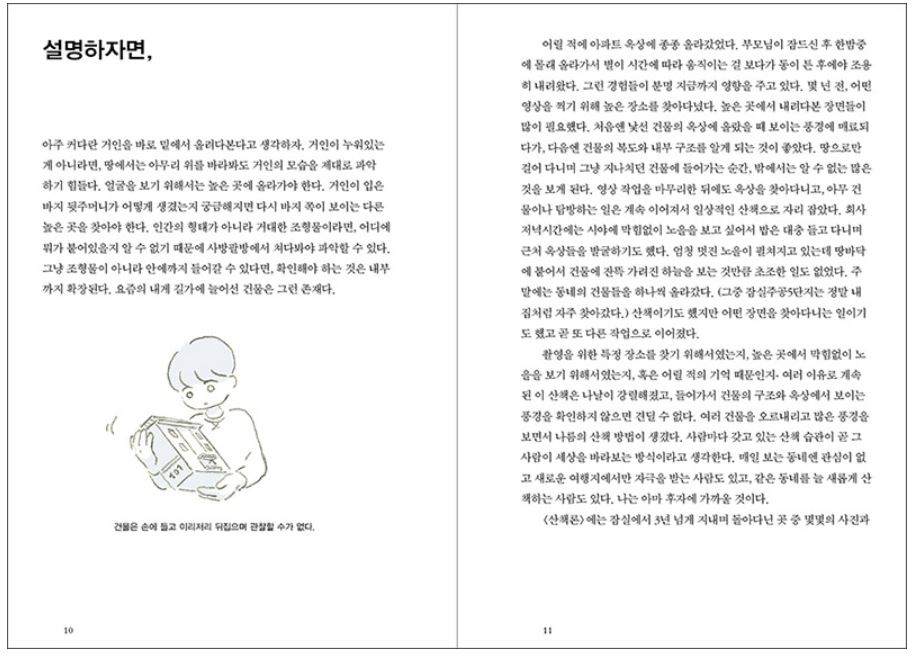 설명하자면,
아주 커다란 거인을 바로 밑에서 올려다본다고 생각하자. 거인이 누워있는
게 아니라면, 땅에서는 아무리 위를 바라봐도 거인의 모습을 제대로 파악
하기 힘들다. 얼굴을 보기 위해서는 높은 곳에 올라가야 한다. 거인이 입은
바지 뒷주머니가 어떻게 생겼는지 궁금해지면 다시 바지 쪽이 보이는 다른
높은 곳을 찾아야 한다. 인간의 형태가 아니라 거대한 조형물이라면, 어디에
뭐가 붙어있을지 알 수 없기 때문에 사방팔방에서 쳐다봐야 파악할 수 있다.
그냥 조형물이 아니라 안에까지 들어갈 수 있다면, 확인해야 하는 것은 내부
까지 확장된다. 요즘의 내게 길가에 늘어선 건물은 그런 존재다.
101
건물은 손에 들고 이리저리 뒤집으며 관찰할 수가 없다.
10
어릴 적에 아파트 옥상에 종종 올라갔었다. 부모님이 잠드신 후 한밤중
에 몰래 올라가서 별이 시간에 따라 움직이는 걸 보다가 동이 튼 후에야 조용
히 내려왔다. 그런 경험들이 분명 지금까지 영향을 주고 있다. 몇 년 전, 어떤
영상을 찍기 위해 높은 장소를 찾아다녔다. 높은 곳에서 내려다본 장면들이
많이 필요했다. 처음엔 낯선 건물의 옥상에 올랐을 때 보이는 풍경에 매료되
다가, 다음엔 건물의 복도와 내부 구조를 알게 되는 것이 좋았다. 땅으로만
걸어 다니며 그냥 지나치던 건물에 들어가는 순간, 밖에서는 알 수 없는 많은
것을 보게 된다. 영상 작업을 마무리한 뒤에도 옥상을 찾아다니고, 아무 건
물이나 탐방하는 일은 계속 이어져서 일상적인 산책으로 자리 잡았다. 회사
저녁시간에는 시야에 막힘없이 노을을 보고 싶어서 밥은 대충 들고 다니며
근처 옥상들을 발굴하기도 했다. 엄청 멋진 노을이 펼쳐지고 있는데 땅바닥
에 붙어서 건물에 잔뜩 가려진 하늘을 보는 것만큼 초조한 일도 없었다. 주
말에는 동네의 건물들을 하나씩 올라갔다. (그중 잠실주공5단지는 정말 내
집처럼 자주 찾아갔다.) 산책이기도 했지만 어떤 장면을 찾아다니는 일이기
도 했고 곧 또 다른 작업으로 이어졌다.
촬영을 위한 특정 장소를 찾기 위해서였는지, 높은 곳에서 막힘없이 노
을을 보기 위해서였는지, 혹은 어릴 적의 기억 때문인지- 여러 이유로 계속
된 이 산책은 나날이 강렬해졌고, 들어가서 건물의 구조와 옥상에서 보이는
풍경을 확인하지 않으면 견딜 수 없다. 여러 건물을 오르내리고 많은 풍경을
보면서 나름의 산책 방법이 생겼다. 사람마다 갖고 있는 산책 습관이 곧 그
사람이 세상을 바라보는 방식이라고 생각한다. 매일 보는 동네엔 관심이 없
고 새로운 여행지에서만 자극을 받는 사람도 있고, 같은 동네를 늘 새롭게 산
책하는 사람도 있다. 나는 아마 후자에 가까울 것이다.
〈산책론〉에는 잠실에서 3년 넘게 지내며 돌아다닌 곳 중 몇몇의 사진과
11